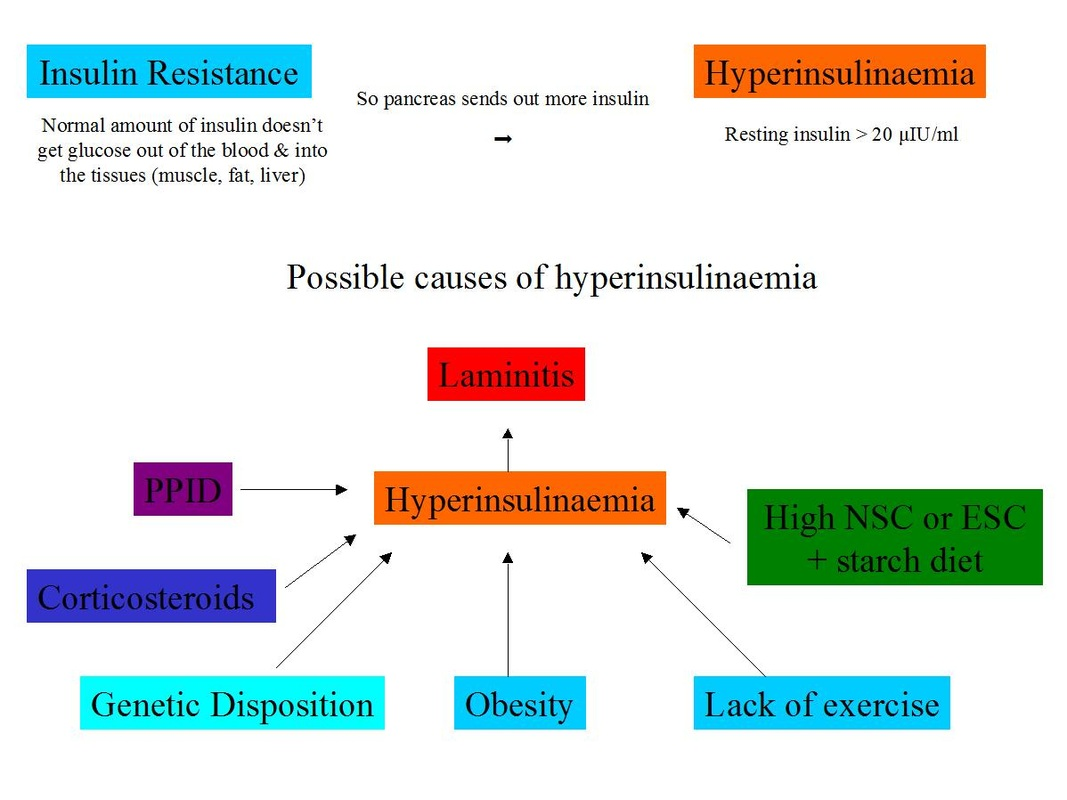 Insulin Resistance
So pancreas sends out more insulin
Hyperinsulinaemia
Normal amount of insulin doesn’t
get glucose out of the blood & into
the tissues (muscle, fat, liver)
Resting insulin > 20 µIU/ml
Possible causes of hyperinsulinaemia
Laminitis
PPID
Hyperinsulinaemia
High NSC or ESC
+ starch diet
Corticosteroids
Genetic Disposition
Obesity
Lack of exercise